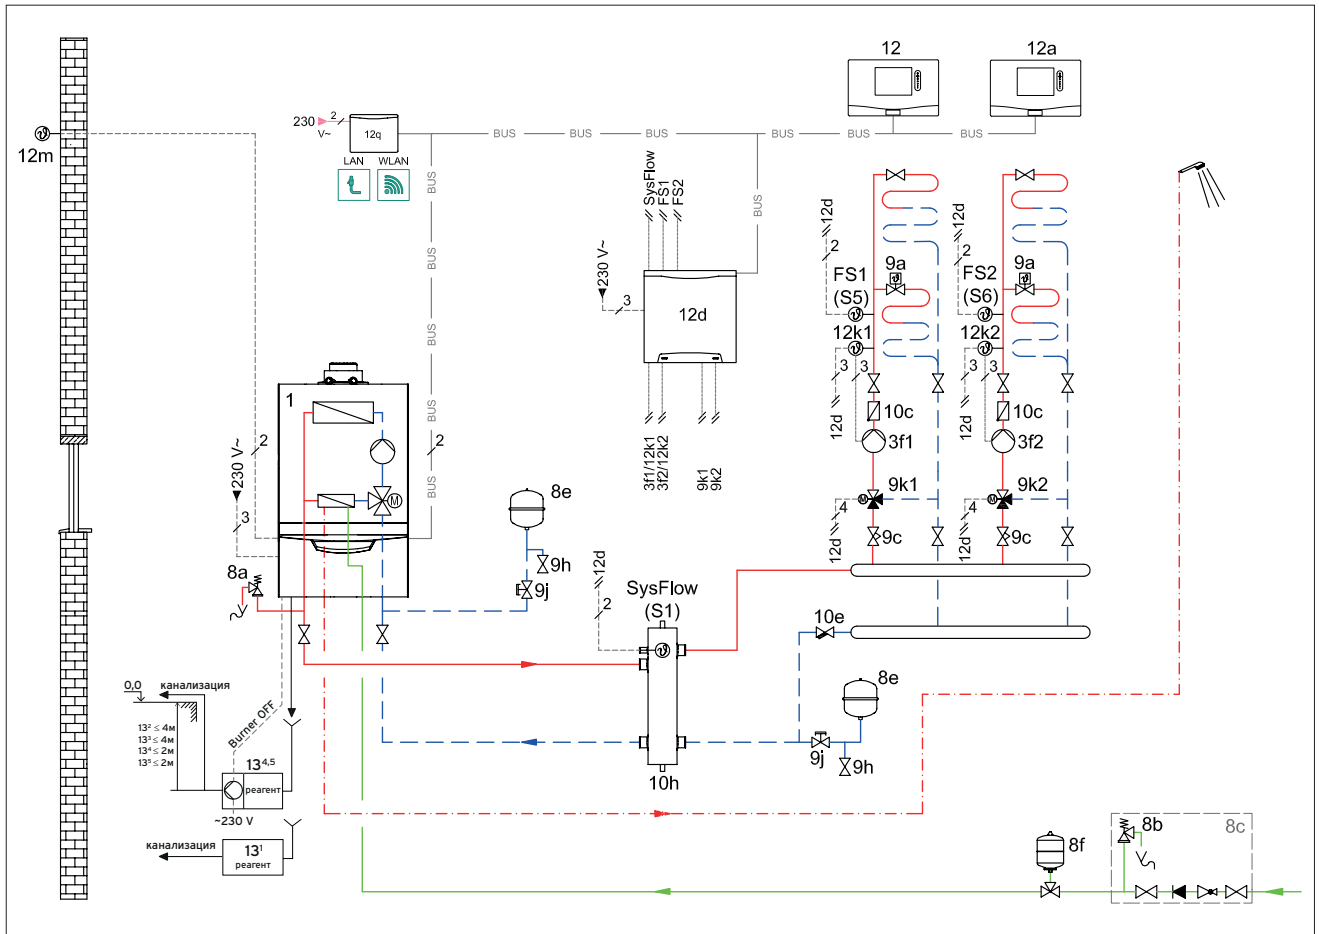 12
12a
230
V~
2
12q
BUS
BUS
BUS
BUS
BUS
BUS
12m
LAN
WLAN
BUS
BUS
BUS
BUS
BUS
SysFlow
FS1
FS2
230 V~
3
12d
3f1/12k1
3f2/12k2
9k1
9k2
12d
2
FS1
(S5)
9a
12k1
3
3
12d
10c
3f1
9k1
M
4
12d
9c
12d
2
FS2
(S6)
9a
12k2
3
3
12d
10c
3f2
9k2
M
4
12d
9c
1
M
2
2
230 V~
3
8a
8e
9h
9j
12d
2
SysFlow
(S1)
10e
8e
9j
9h
10h
0,0
канализация
13² ≤ 4м
13³ ≤ 4м
13⁴ ≤ 2м
13⁵ ≤ 2м
Burner OFF
13⁴,⁵
реагент
~230 V
канализация
13¹
реагент
8f
8b
8c